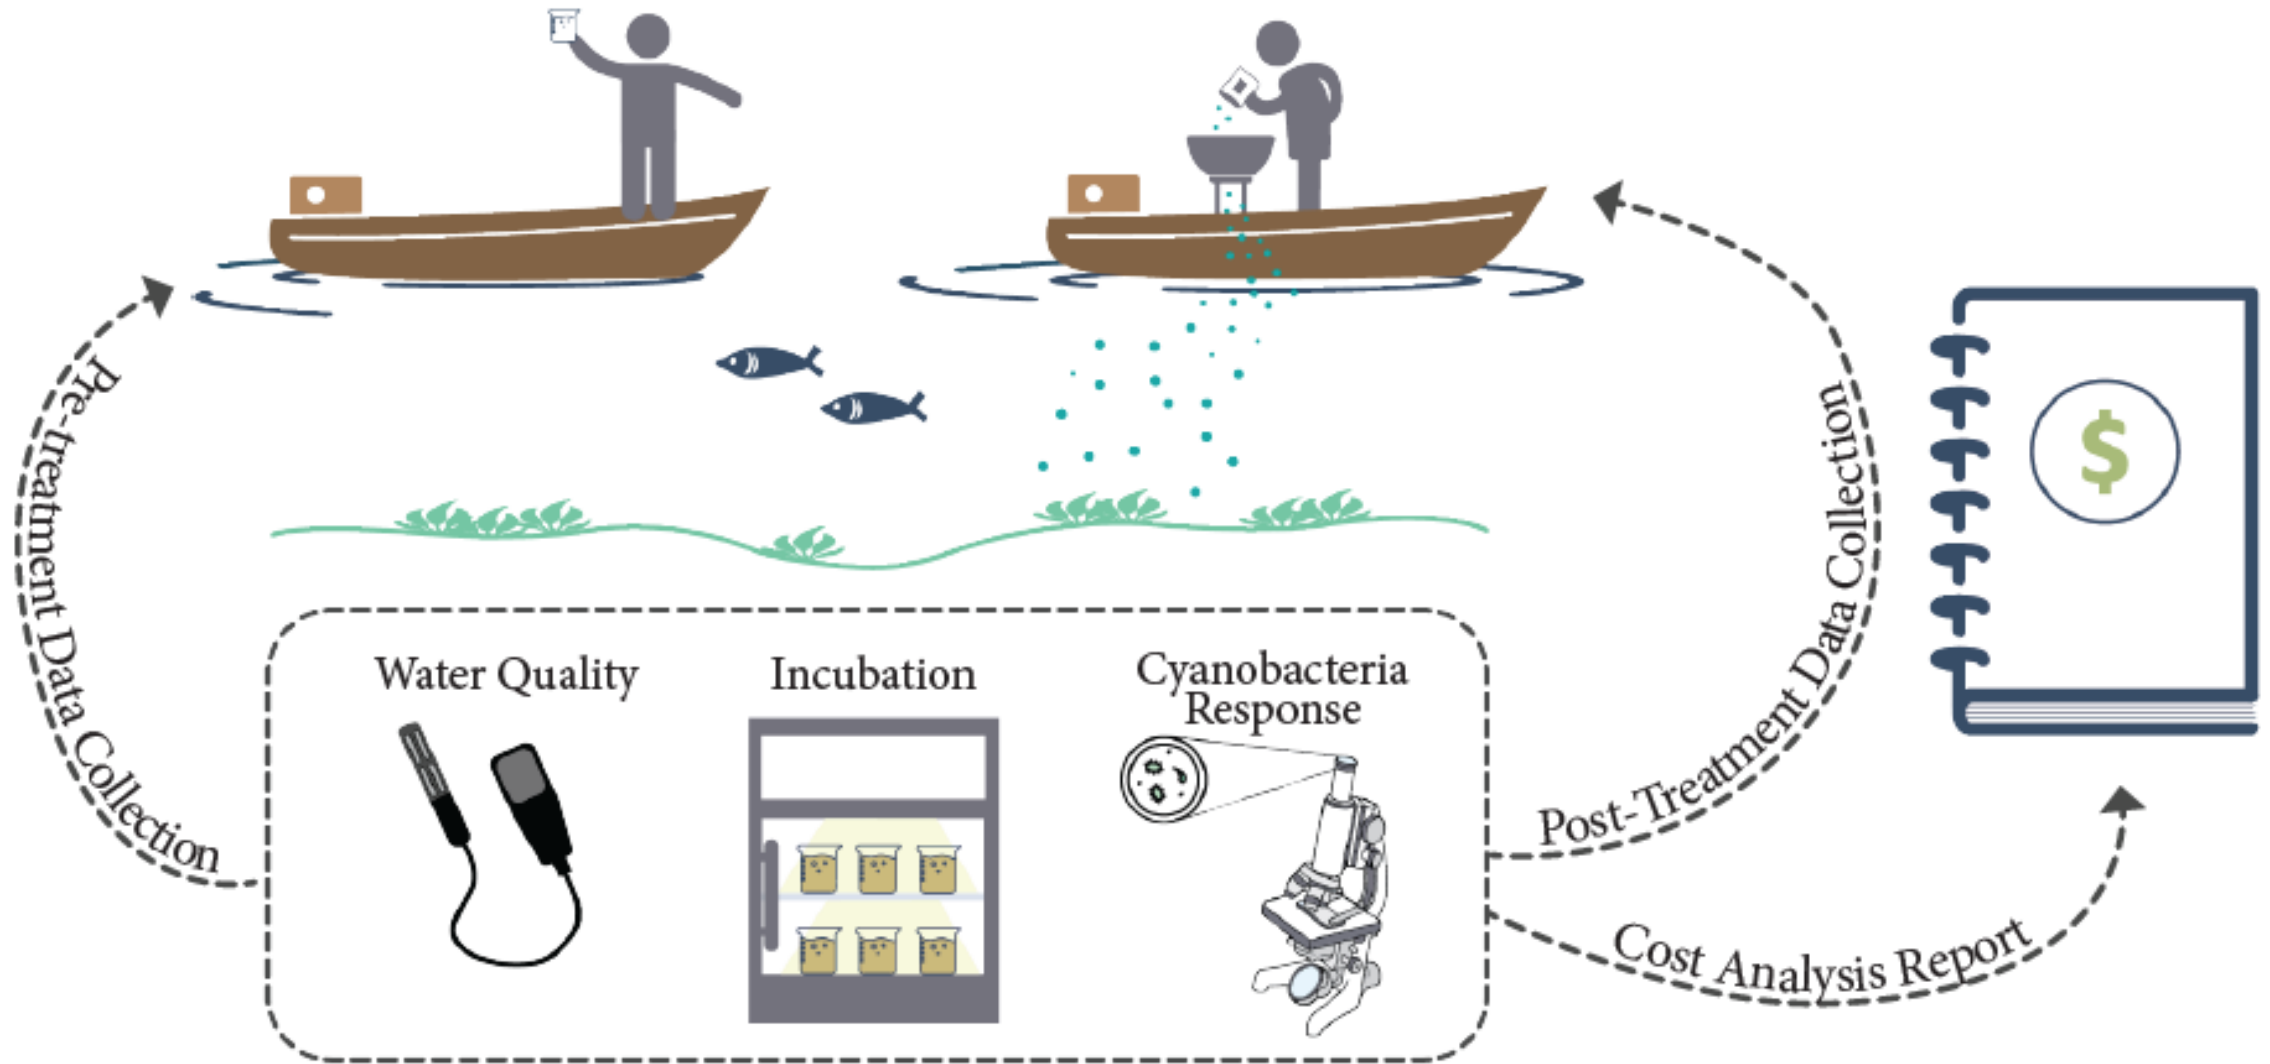 Pre-treatment Data Collection
Water Quality
Incubation
Cyanobacteria
Response
Post-Treatment Data Collection
$
Cost Analysis Report